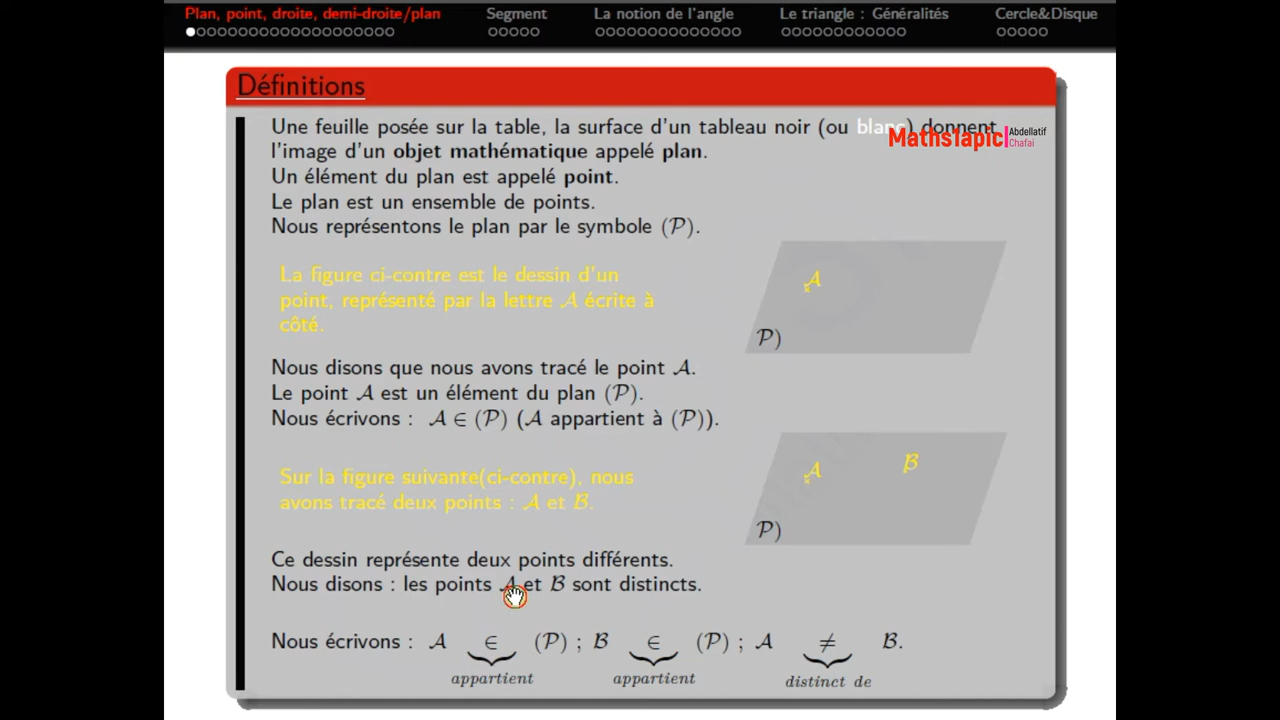 Plan, point, droite, demi-droite/plan Segment La notion de l'angle Le triangle : Généralités Cercle&Disque
Définitions
Une feuille posée sur la table, la surface d'un tableau noir (ou blanc) donnent
Maths1apic Abdellatif
Chafai
l'image d'un objet mathématique appelé plan.
Un élément du plan est appelé point.
Le plan est un ensemble de points.
Nous représentons le plan par le symbole (𝒫).
La figure ci-contre est le dessin d'un
point, représenté par la lettre 𝒜 écrite à
côté.
𝒜
𝒫)
Nous disons que nous avons tracé le point 𝒜.
Le point 𝒜 est un élément du plan (𝒫).
Nous écrivons : 𝒜 ∈ (𝒫) (𝒜 appartient à (𝒫)).
Sur la figure suivante(ci-contre), nous
avons tracé deux points : 𝒜 et ℬ.
𝒜 ℬ
𝒫)
Ce dessin représente deux points différents.
Nous disons : les points 𝒜 et ℬ sont distincts.
Nous écrivons : 𝒜 ∈ (𝒫) ; ℬ ∈ (𝒫) ; 𝒜 ≠ ℬ.
appartient appartient distinct de